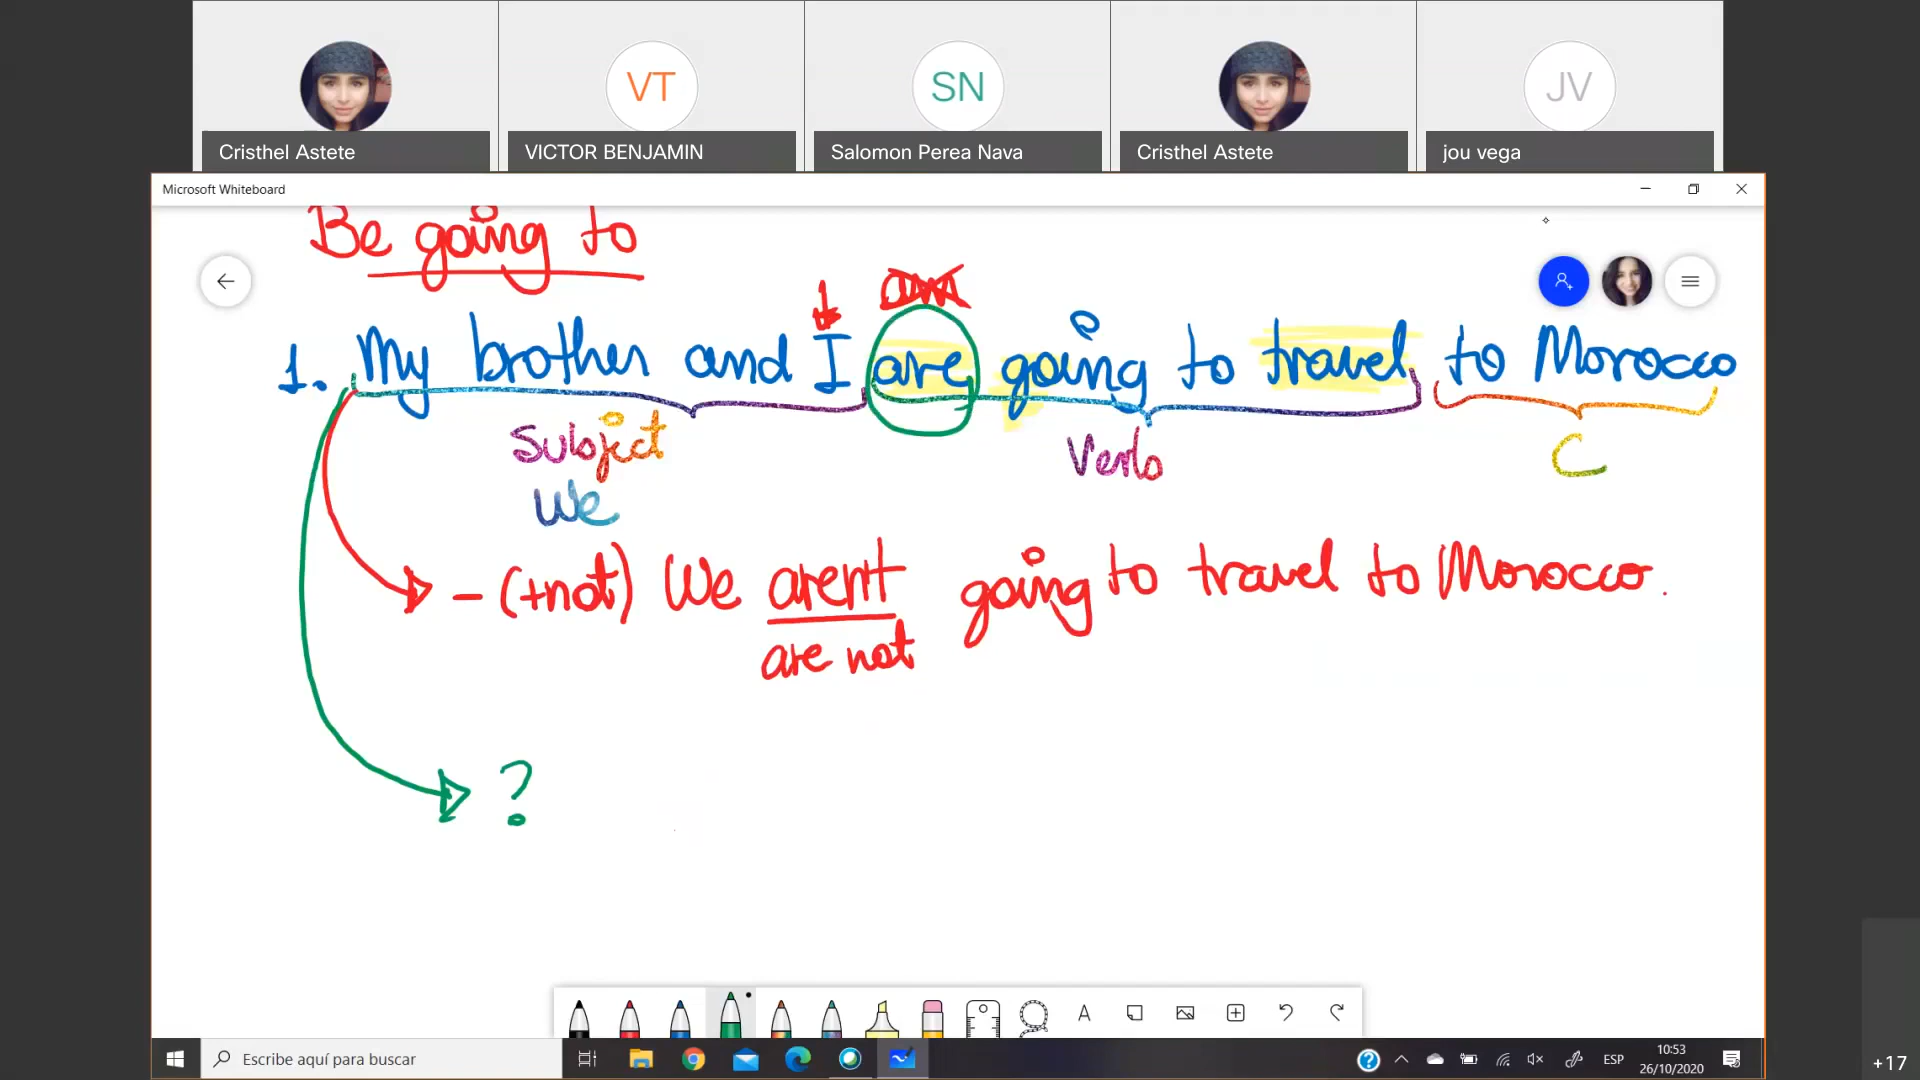 VT
SN
JV
Cristhel Astete
VICTOR BENJAMIN
Salomon Perea Nava
Cristhel Astete
jou vega
Microsoft Whiteboard
Be going to
am
1. My brother and I are going to travel to Morocco
Subject
Verb
C
We
- (+not) We aren't going to travel to Morocco.
are not
?
A
Escribe aquí para buscar
ESP
10:53
26/10/2020
+17